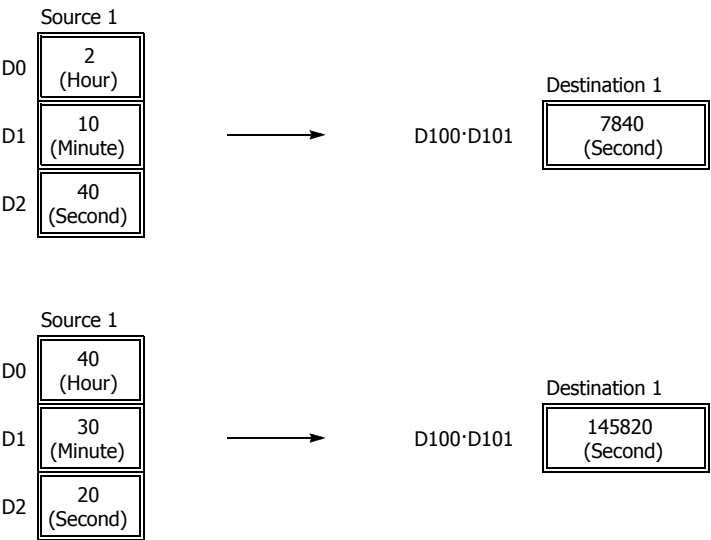 Source 1
D0
2
(Hour)
D1
10
(Minute)
D2
40
(Second)
D100·D101
Destination 1
7840
(Second)
Source 1
D0
40
(Hour)
D1
30
(Minute)
D2
20
(Second)
D100·D101
Destination 1
145820
(Second)